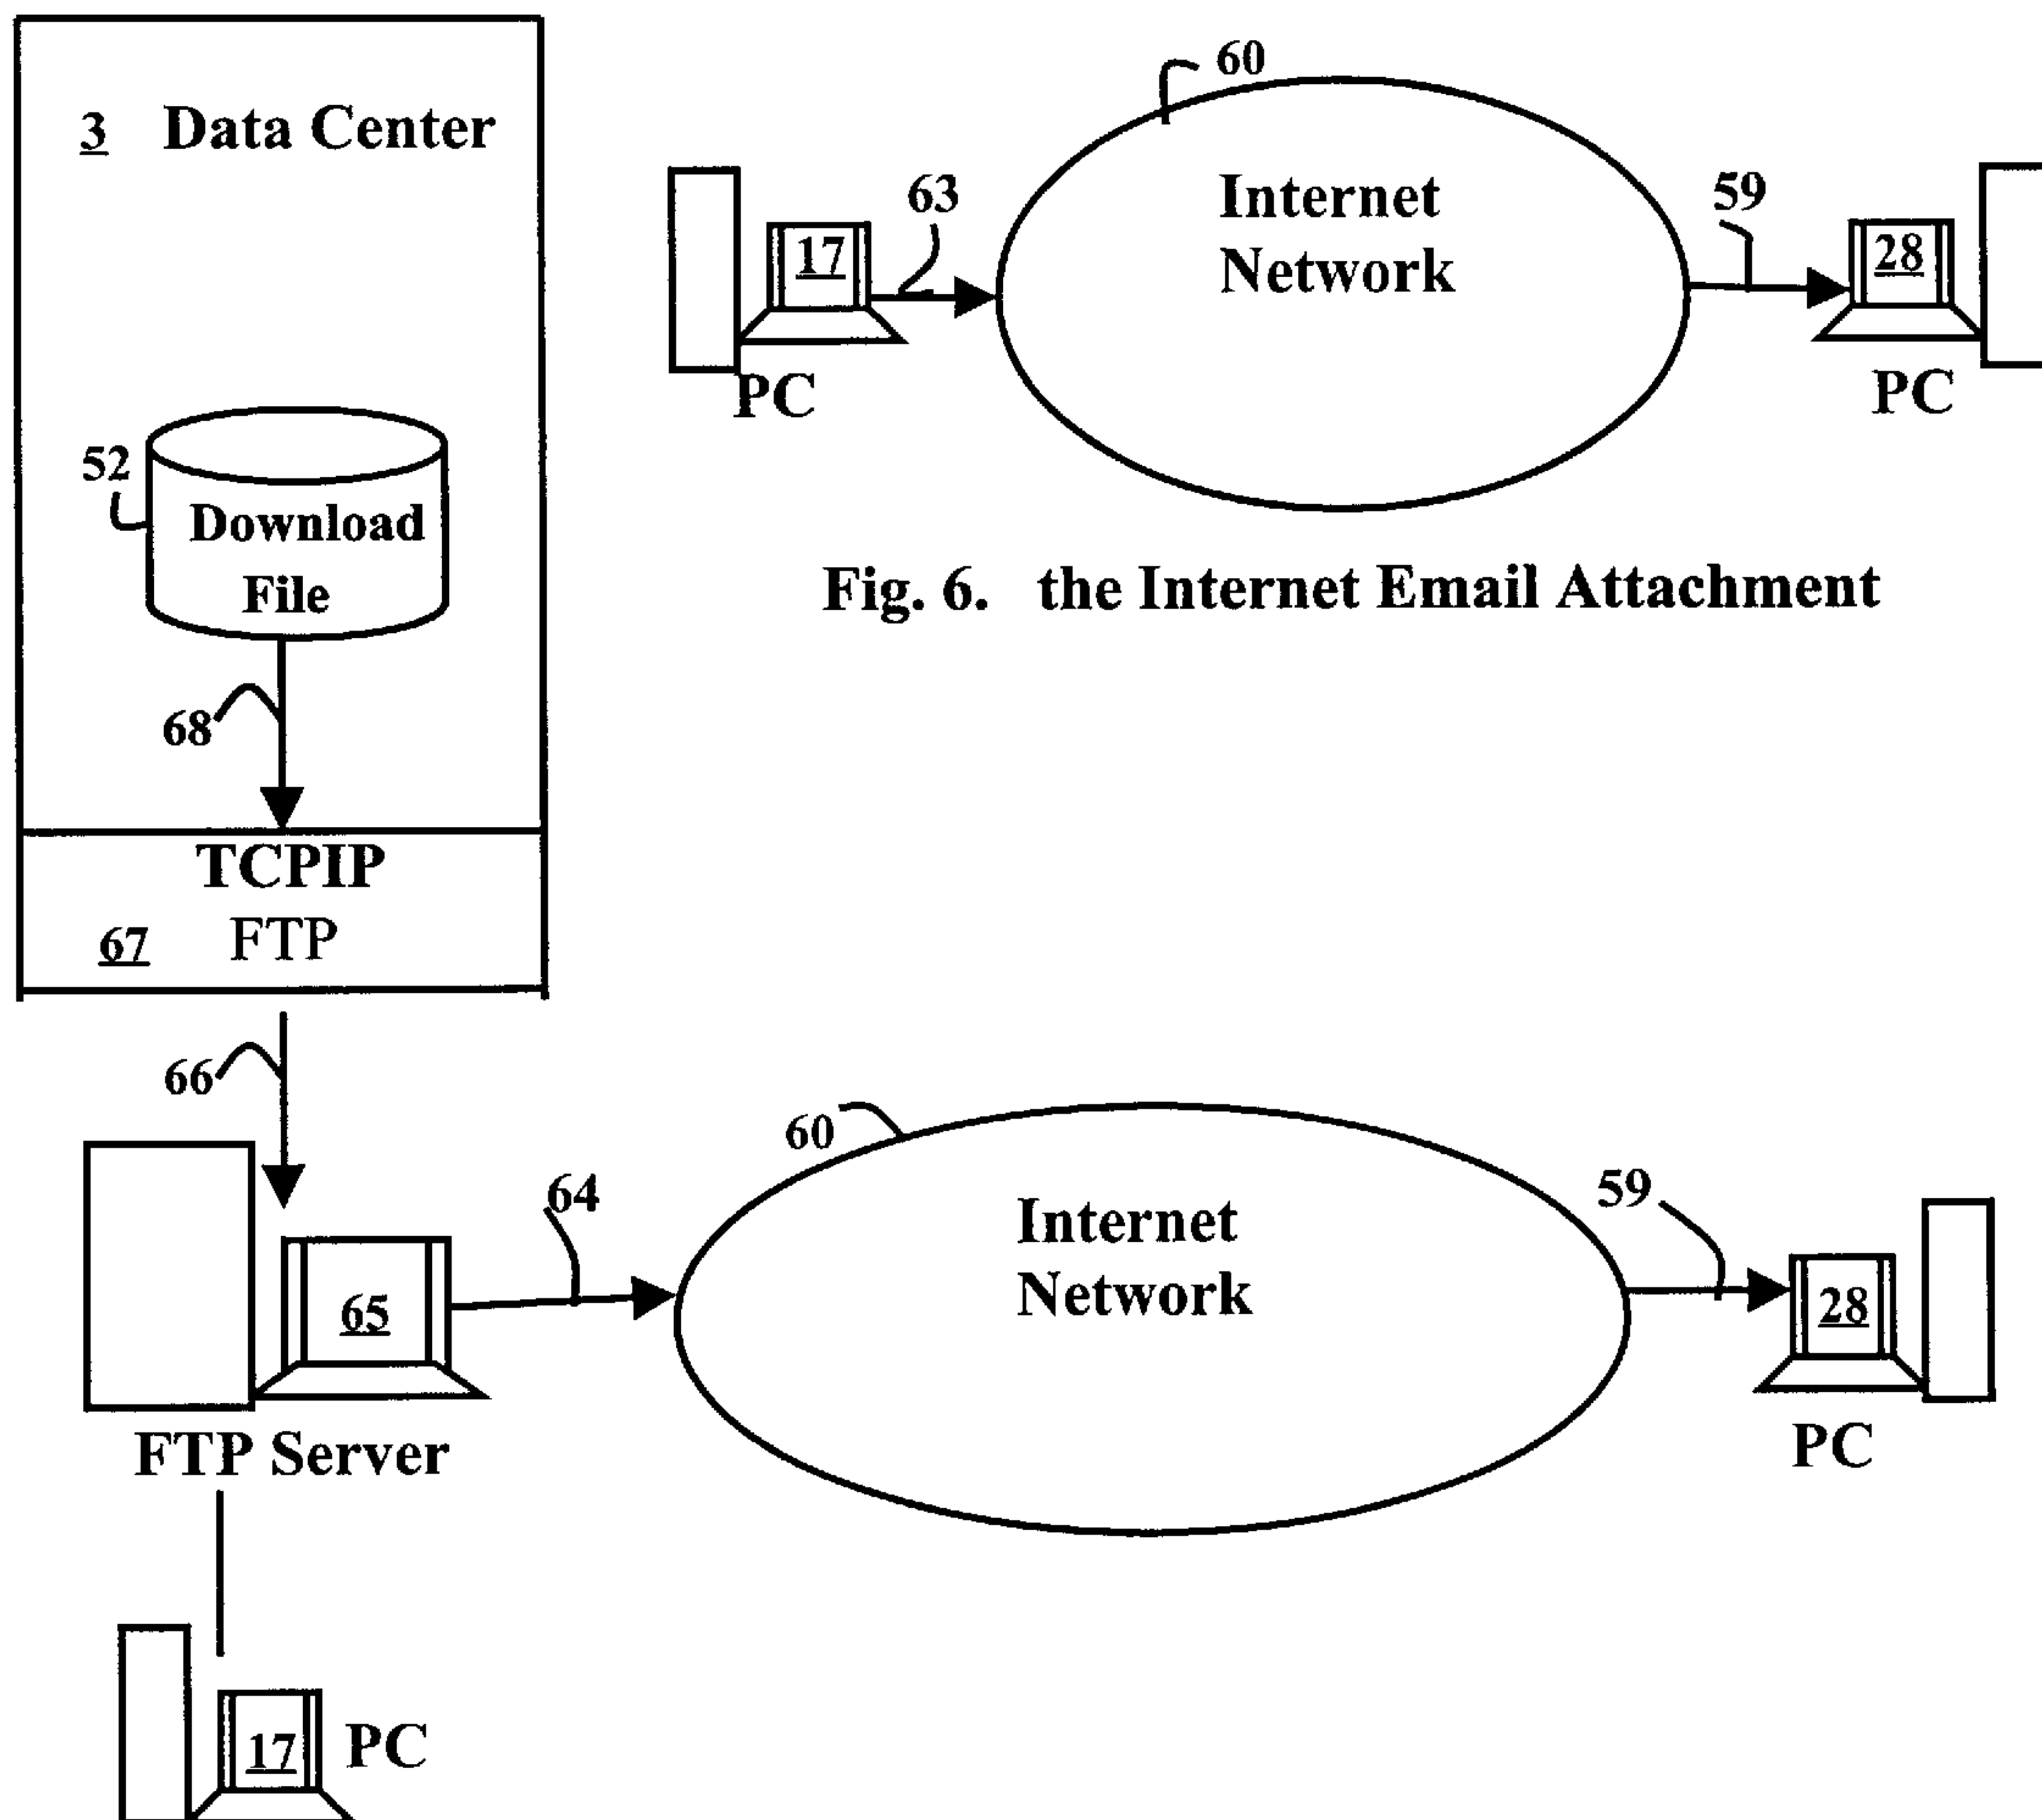 3 Data Center
52
Download
File
68
TCPIP
67 FTP
66
65
FTP Server
17 PC
64
60
Internet
Network
59
28
PC
60
63
17
PC
Internet
Network
59
28
PC
Fig. 6. the Internet Email Attachment